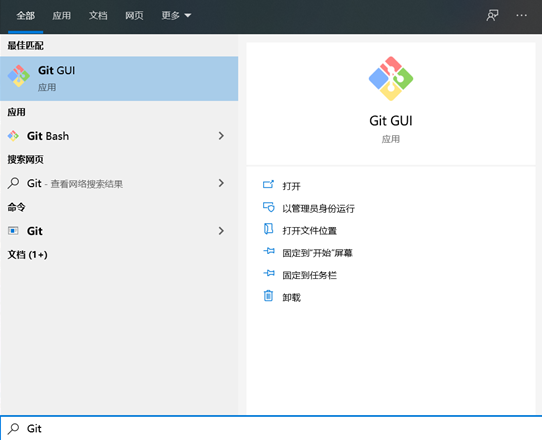 全部 应用 文档 网页 更多
最佳匹配
Git GUI
应用
应用
Git Bash
搜索网页
Git - 查看网络搜索结果
命令
Git
文档 (1+)
Git GUI
应用
打开
以管理员身份运行
打开文件位置
固定到"开始"屏幕
固定到任务栏
卸载
Git